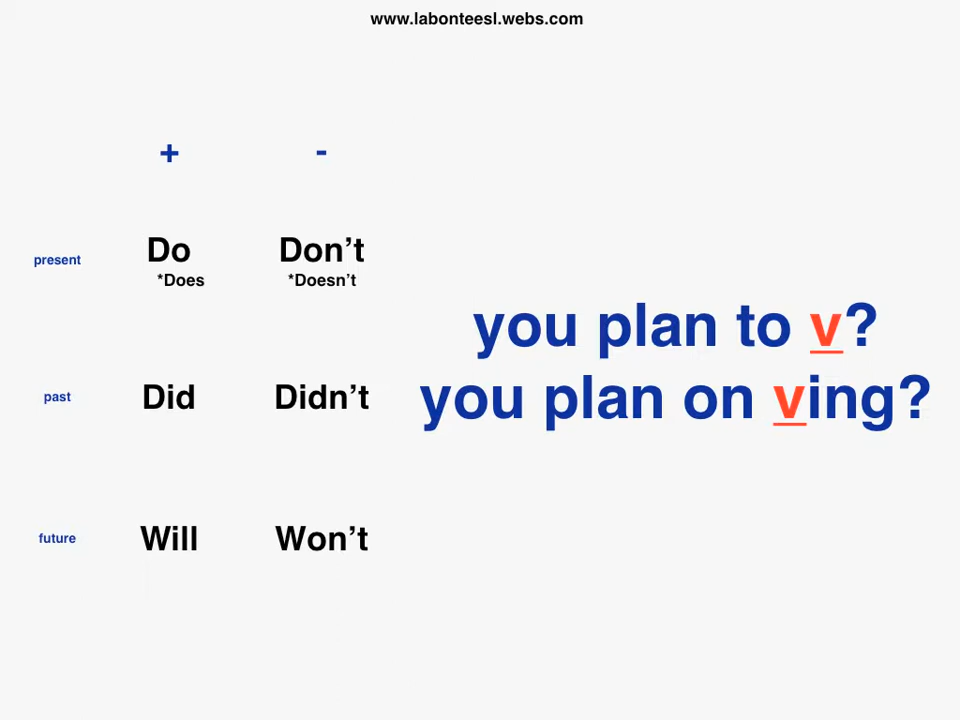 www.labonteesl.webs.com
+ -
present Do Don’t
*Does *Doesn’t
you plan to v?
past Did Didn’t
you plan on ving?
future Will Won’t